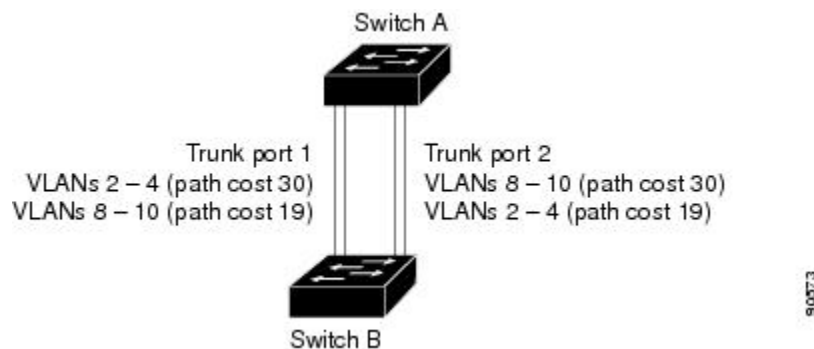 Switch A
Trunk port 1
VLANs 2 – 4 (path cost 30)
VLANs 8 – 10 (path cost 19)
Trunk port 2
VLANs 8 – 10 (path cost 30)
VLANs 2 – 4 (path cost 19)
Switch B
90573